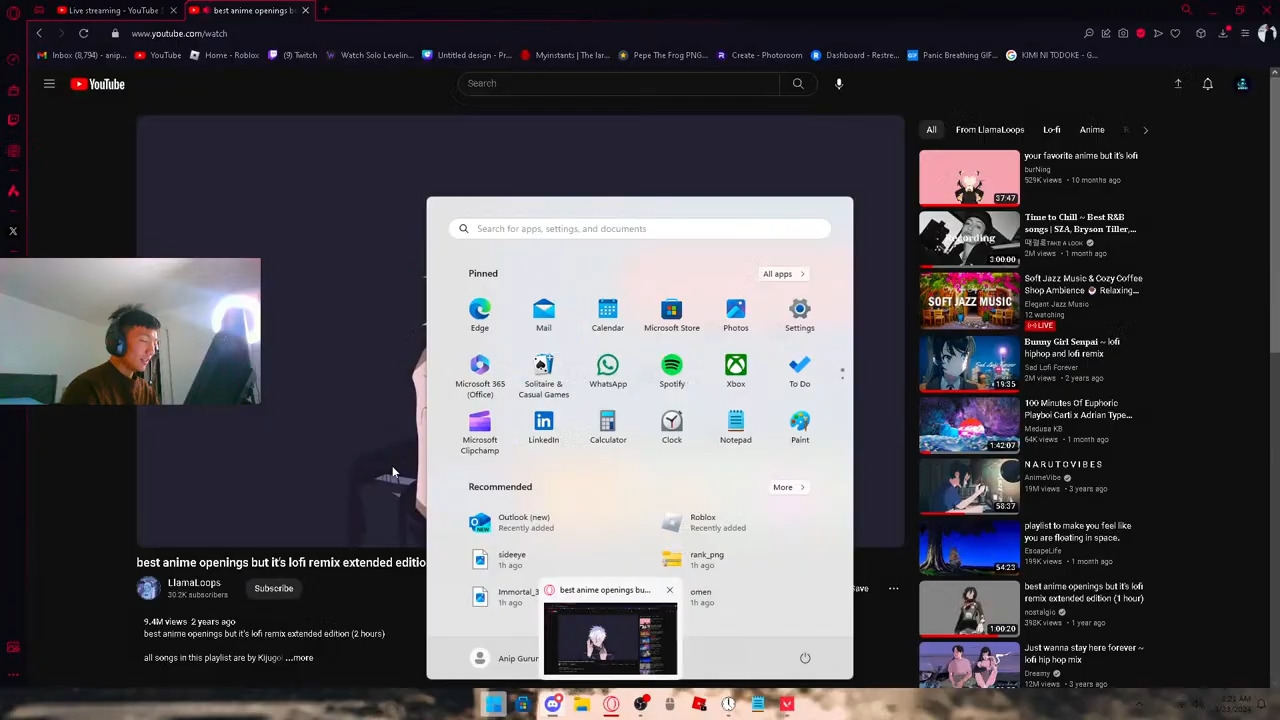 Live streaming - YouTube
best anime openings b
www.youtube.com/watch
Inbox (8,794) - anip...
YouTube
Home - Roblox
(9) Twitch
Watch Solo Levelin...
Untitled design - Pr...
Myinstants | The lar...
Pepe The Frog PNG...
Create - Photoroom
Dashboard - Restre...
Panic Breathing GIF...
KIMI NI TODOKE - G...
YouTube
Search
All
From LlamaLoops
Lo-fi
Anime
your favorite anime but it's lofi
burNing
529K views • 10 months ago
37:47
Time to Chill ~ Best R&B
songs | SZA, Bryson Tiller,...
TAKE A LOOK
2M views • 1 month ago
Recording
3:00:00
Soft Jazz Music & Cozy Coffee
Shop Ambience ☕ Relaxing...
Elegant Jazz Music
12 watching
LIVE
SOFT JAZZ MUSIC
Bunny Girl Senpai ~ lofi
hiphop and lofi remix
Sad Lofi Forever
2M views • 2 years ago
19:35
100 Minutes Of Euphoric
Playboi Carti x Adrian Type...
Medusa KB
64K views • 1 month ago
1:42:07
N A R U T O V I B E S
AnimeVibe
19M views • 3 years ago
58:37
playlist to make you feel like
you are floating in space.
EscapeLife
199K views • 1 month ago
54:23
best anime openings but it's lofi
remix extended edition (1 hour)
nostalgio
398K views • 1 year ago
1:00:20
Just wanna stay here forever ~
lofi hip hop mix
Dreamy
12M views • 3 years ago
Search for apps, settings, and documents
Pinned
All apps
Edge
Mail
Calendar
Microsoft Store
Photos
Settings
Microsoft 365
(Office)
Solitaire &
Casual Games
WhatsApp
Spotify
Xbox
To Do
Microsoft
Clipchamp
LinkedIn
Calculator
Clock
Notepad
Paint
Recommended
More
Outlook (new)
Recently added
Roblox
Recently added
sideeye
1h ago
rank_png
1h ago
Immortal_3
1h ago
omen
1h ago
best anime openings bu...
Anip Gurun
best anime openings but it's lofi remix extended editio
LlamaLoops
30.2K subscribers
Subscribe
Save
9.4M views 2 years ago
best anime openings but it's lofi remix extended edition (2 hours)
all songs in this playlist are by Kijugo! ...more